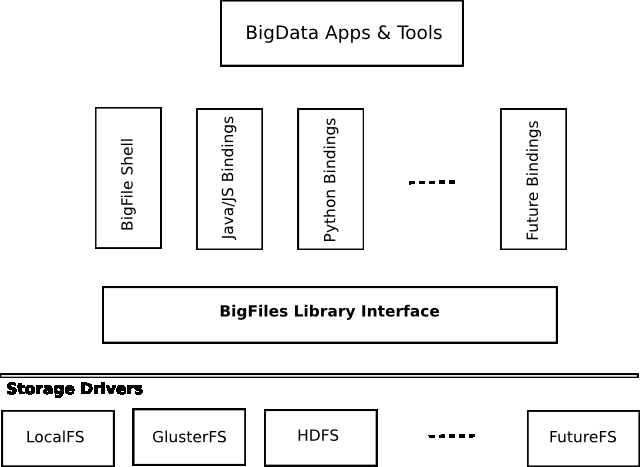 BigData Apps & Tools
BigFile Shell
Java/JS Bindings
Python Bindings
Future Bindings
BigFiles Library Interface
Storage Drivers
LocalFS
GlusterFS
HDFS
FutureFS